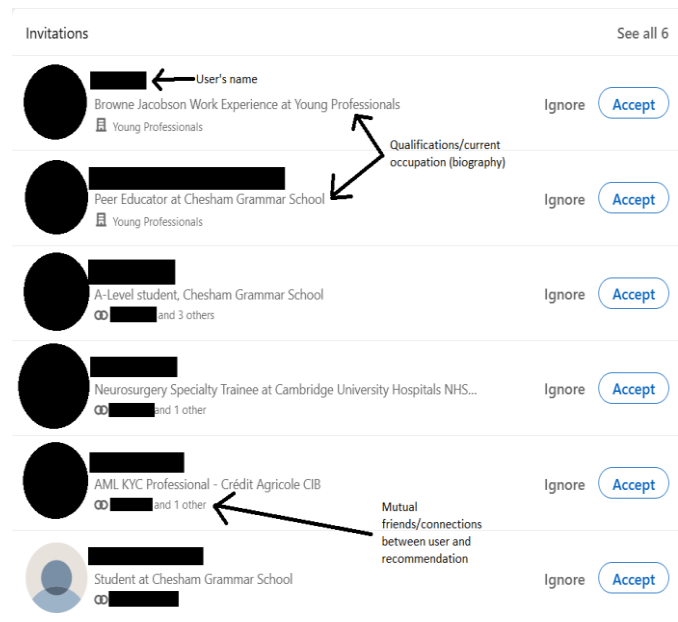 Invitations See all 6
User's name
Browne Jacobson Work Experience at Young Professionals Ignore Accept
Young Professionals
Qualifications/current
occupation (biography)
Peer Educator at Chesham Grammar School Ignore Accept
Young Professionals
A-Level student, Chesham Grammar School Ignore Accept
and 3 others
Neurosurgery Specialty Trainee at Cambridge University Hospitals NHS... Ignore Accept
and 1 other
AML KYC Professional - Crédit Agricole CIB Ignore Accept
and 1 other
Mutual
friends/connections
between user and
recommendation
Student at Chesham Grammar School Ignore Accept